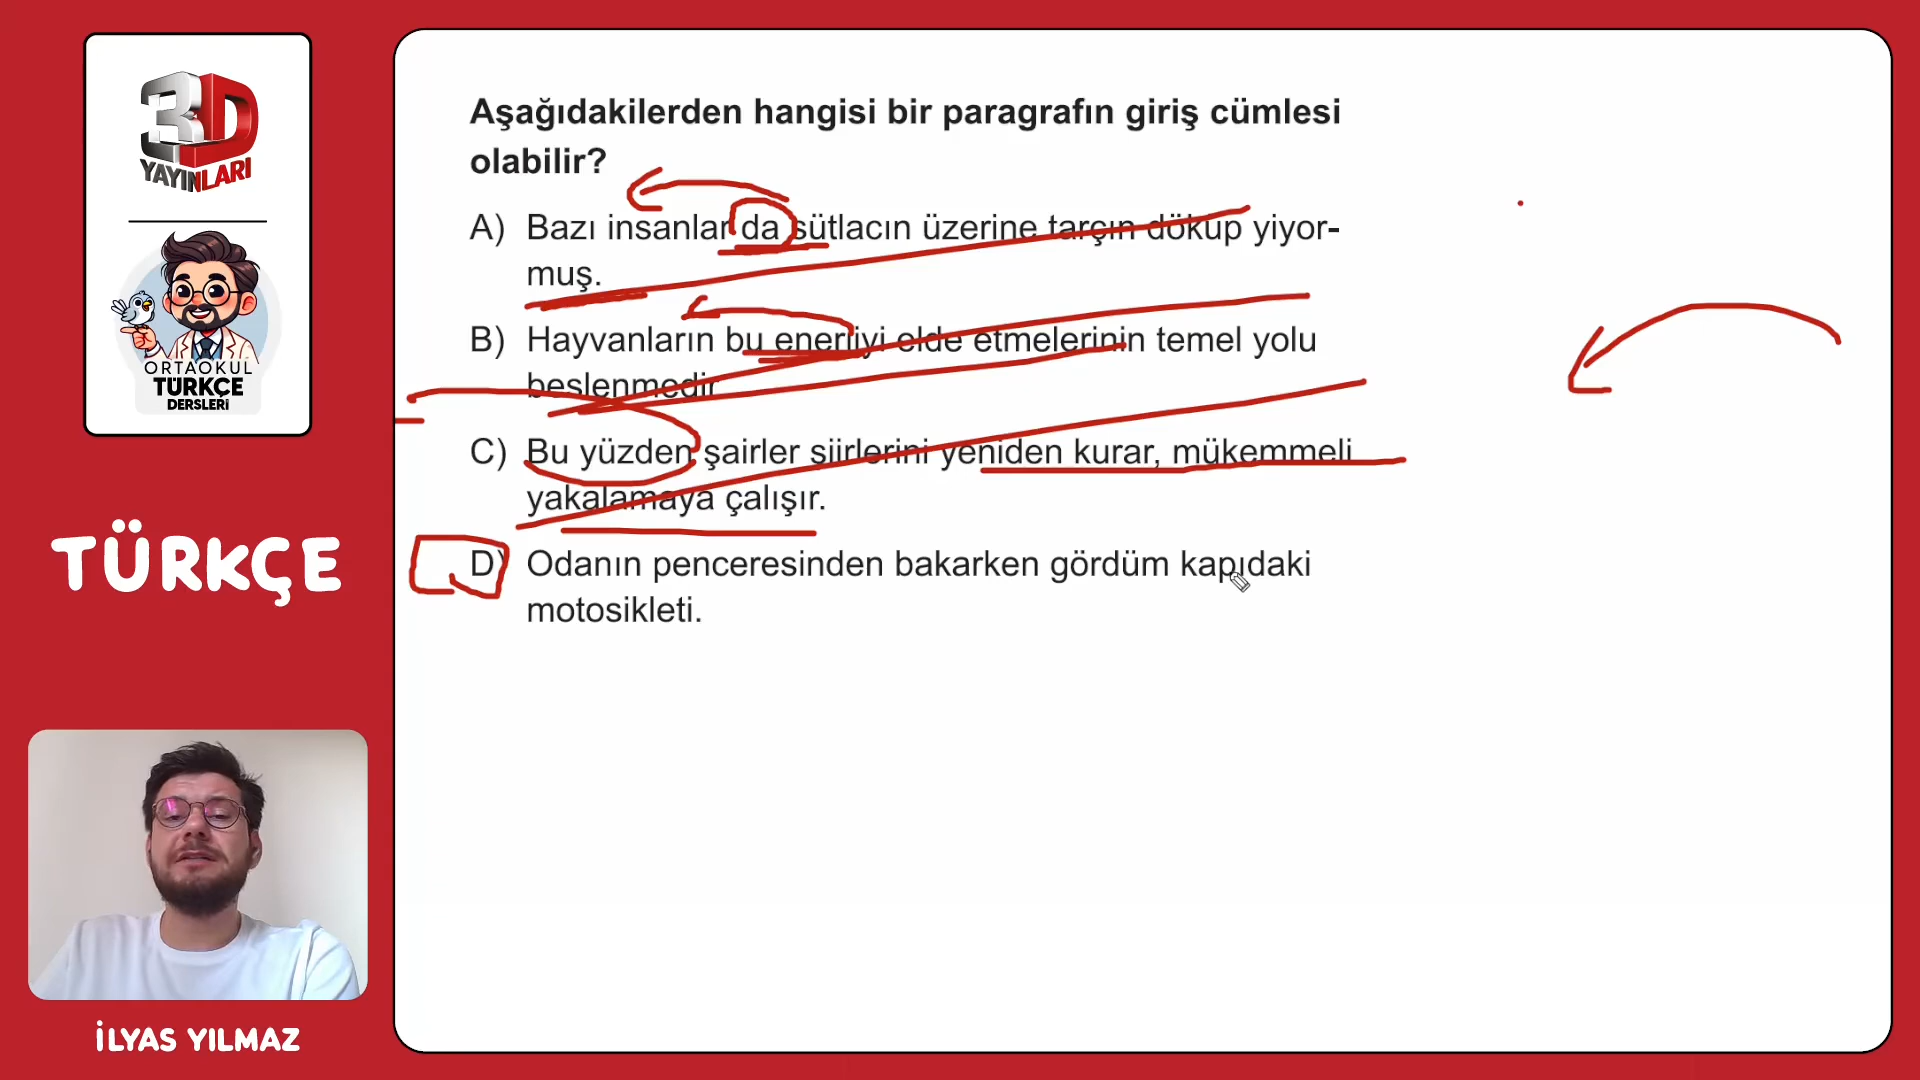 3D
YAYINLARI
ORTAOKUL
TÜRKÇE
DERSLERİ
TÜRKÇE
İLYAS YILMAZ
Aşağıdakilerden hangisi bir paragrafın giriş cümlesi
olabilir?
A) Bazı insanlar da sütlacın üzerine tarçın döküp yiyor-
muş.
B) Hayvanların bu enerjiyi elde etmelerinin temel yolu
beslenmedir.
C) Bu yüzden şairler şiirlerini yeniden kurar, mükemmeli
yakalamaya çalışır.
D) Odanın penceresinden bakarken gördüm kapıdaki
motosikleti.